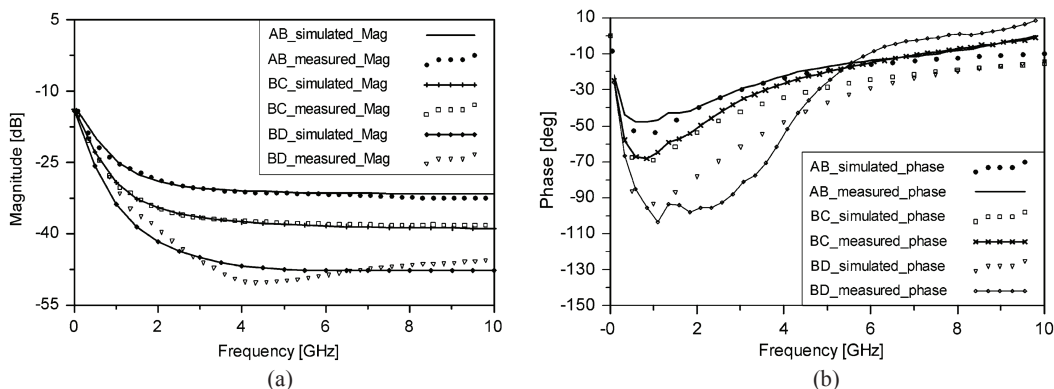 5
-10
-25
-40
-55
Magnitude [dB]
AB_simulated_Mag
AB_measured_Mag
BC_simulated_Mag
BC_measured_Mag
BD_simulated_Mag
BD_measured_Mag
0 2 4 6 8 10
Frequency [GHz]
(a)
10
-10
-30
-50
-70
-90
-110
-130
-150
Phase [deg]
AB_simulated_phase
AB_measured_phase
BC_simulated_phase
BC_measured_phase
BD_simulated_phase
BD_measured_phase
-0 2 4 6 8 10
Frequency [GHz]
(b)